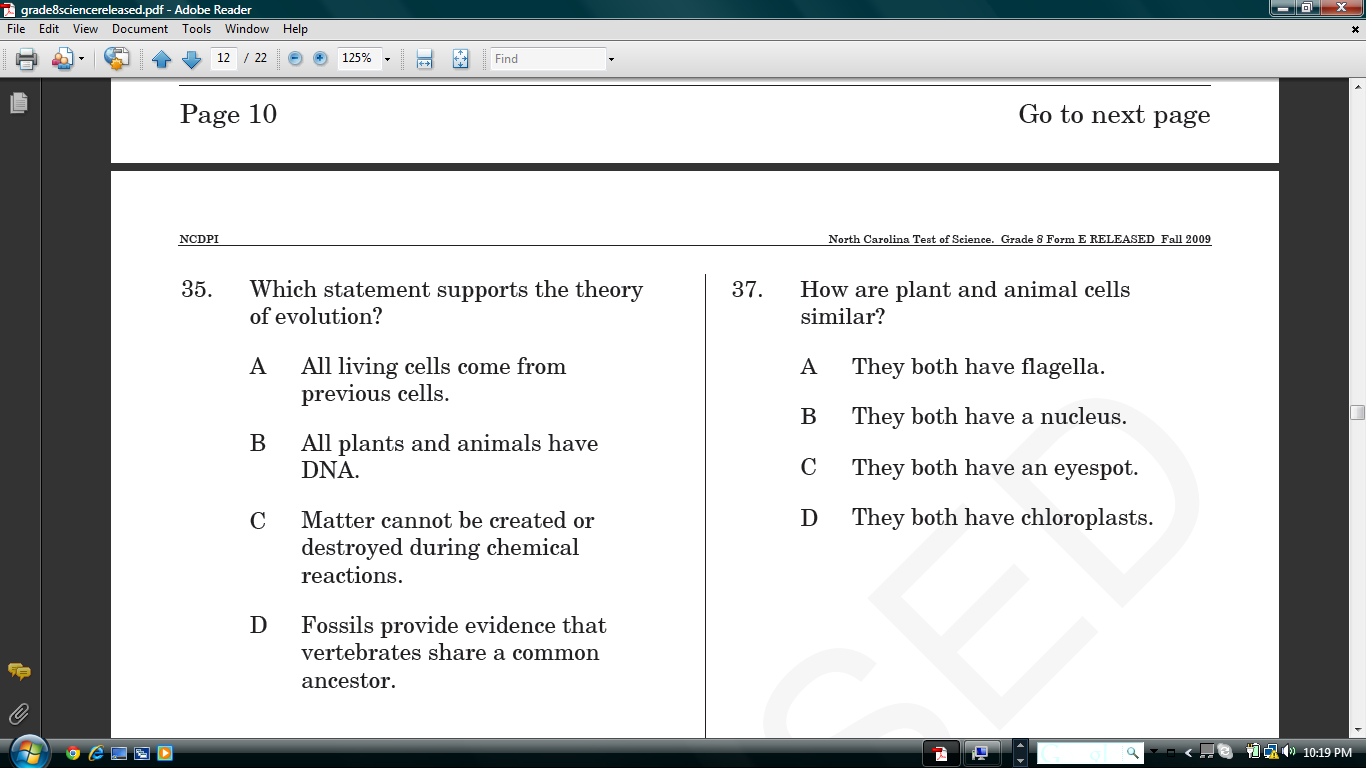 grade8sciencereleased.pdf - Adobe Reader
File Edit View Document Tools Window Help
12 / 22 125% Find
Page 10 Go to next page
NCDPI North Carolina Test of Science. Grade 8 Form E RELEASED Fall 2009
35. Which statement supports the theory
of evolution?
A All living cells come from
previous cells.
B All plants and animals have
DNA.
C Matter cannot be created or
destroyed during chemical
reactions.
D Fossils provide evidence that
vertebrates share a common
ancestor.
37. How are plant and animal cells
similar?
A They both have flagella.
B They both have a nucleus.
C They both have an eyespot.
D They both have chloroplasts.
SED
10:19 PM